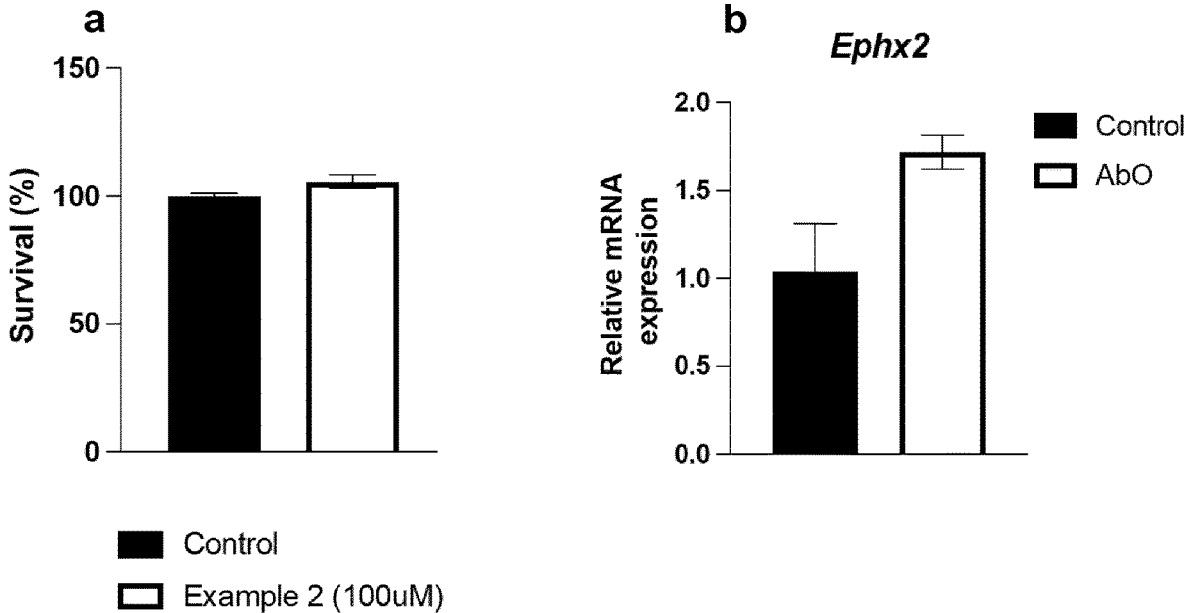 a
150
100
50
0
Survival (%)
Control
Example 2 (100uM)
b
Ephx2
2.0
1.5
1.0
0.5
0.0
Relative mRNA
expression
Control
AbO